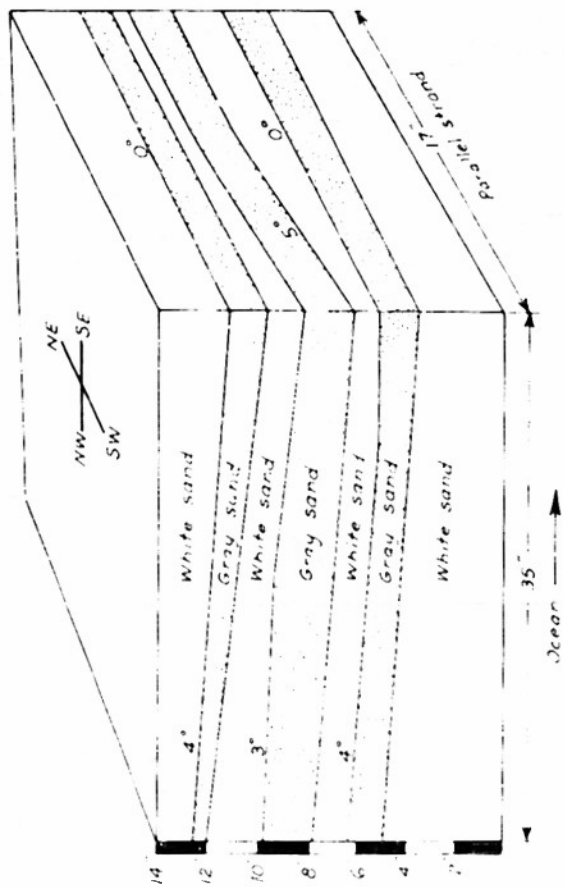 NW
NE
SW
SE
White sand
Gray sand
White sand
Gray sand
White sand
Gray sand
White sand
4°
3°
4°
0°
5°
0°
14
12
10
8
6
4
2
35"
17"
Parallel strand
Ocean